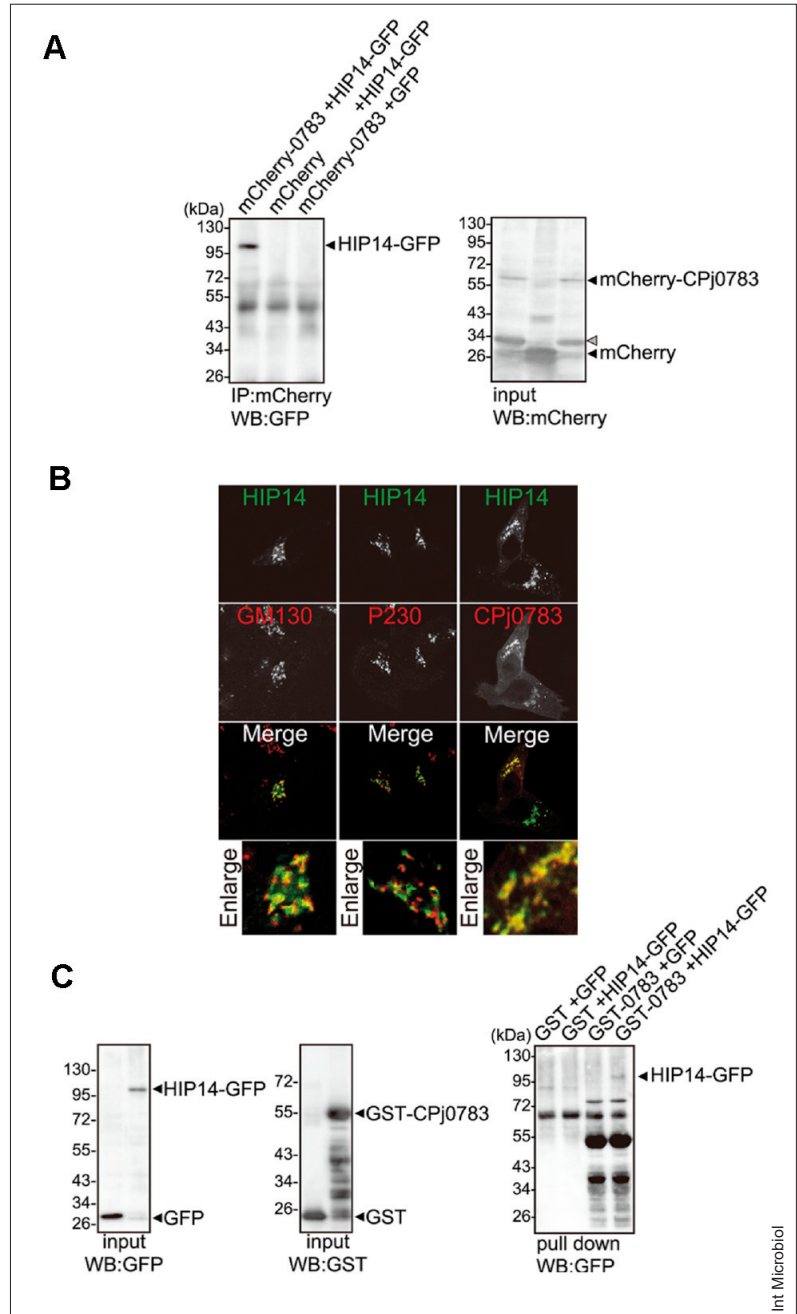 A
mCherry-0783 +HIP14-GFP
mCherry +HIP14-GFP
mCherry-0783 +GFP
(kDa)
130-
95-
72-
55-
43-
34-
26-
HIP14-GFP
IP:mCherry
WB:GFP
130-
95-
72-
55-
43-
34-
26-
mCherry-CPj0783
mCherry
input
WB:mCherry
B
HIP14 HIP14 HIP14
GM130 P230 CPj0783
Merge Merge Merge
Enlarge Enlarge Enlarge
C
130-
95-
72-
55-
43-
34-
26-
HIP14-GFP
GFP
input
WB:GFP
72-
55-
43-
34-
26-
GST-CPj0783
GST
input
WB:GST
GST +GFP
GST +HIP14-GFP
GST-0783 +GFP
GST-0783 +HIP14-GFP
(kDa)
130-
95-
72-
55-
43-
34-
26-
HIP14-GFP
pull down
WB:GFP
Int Microbiol